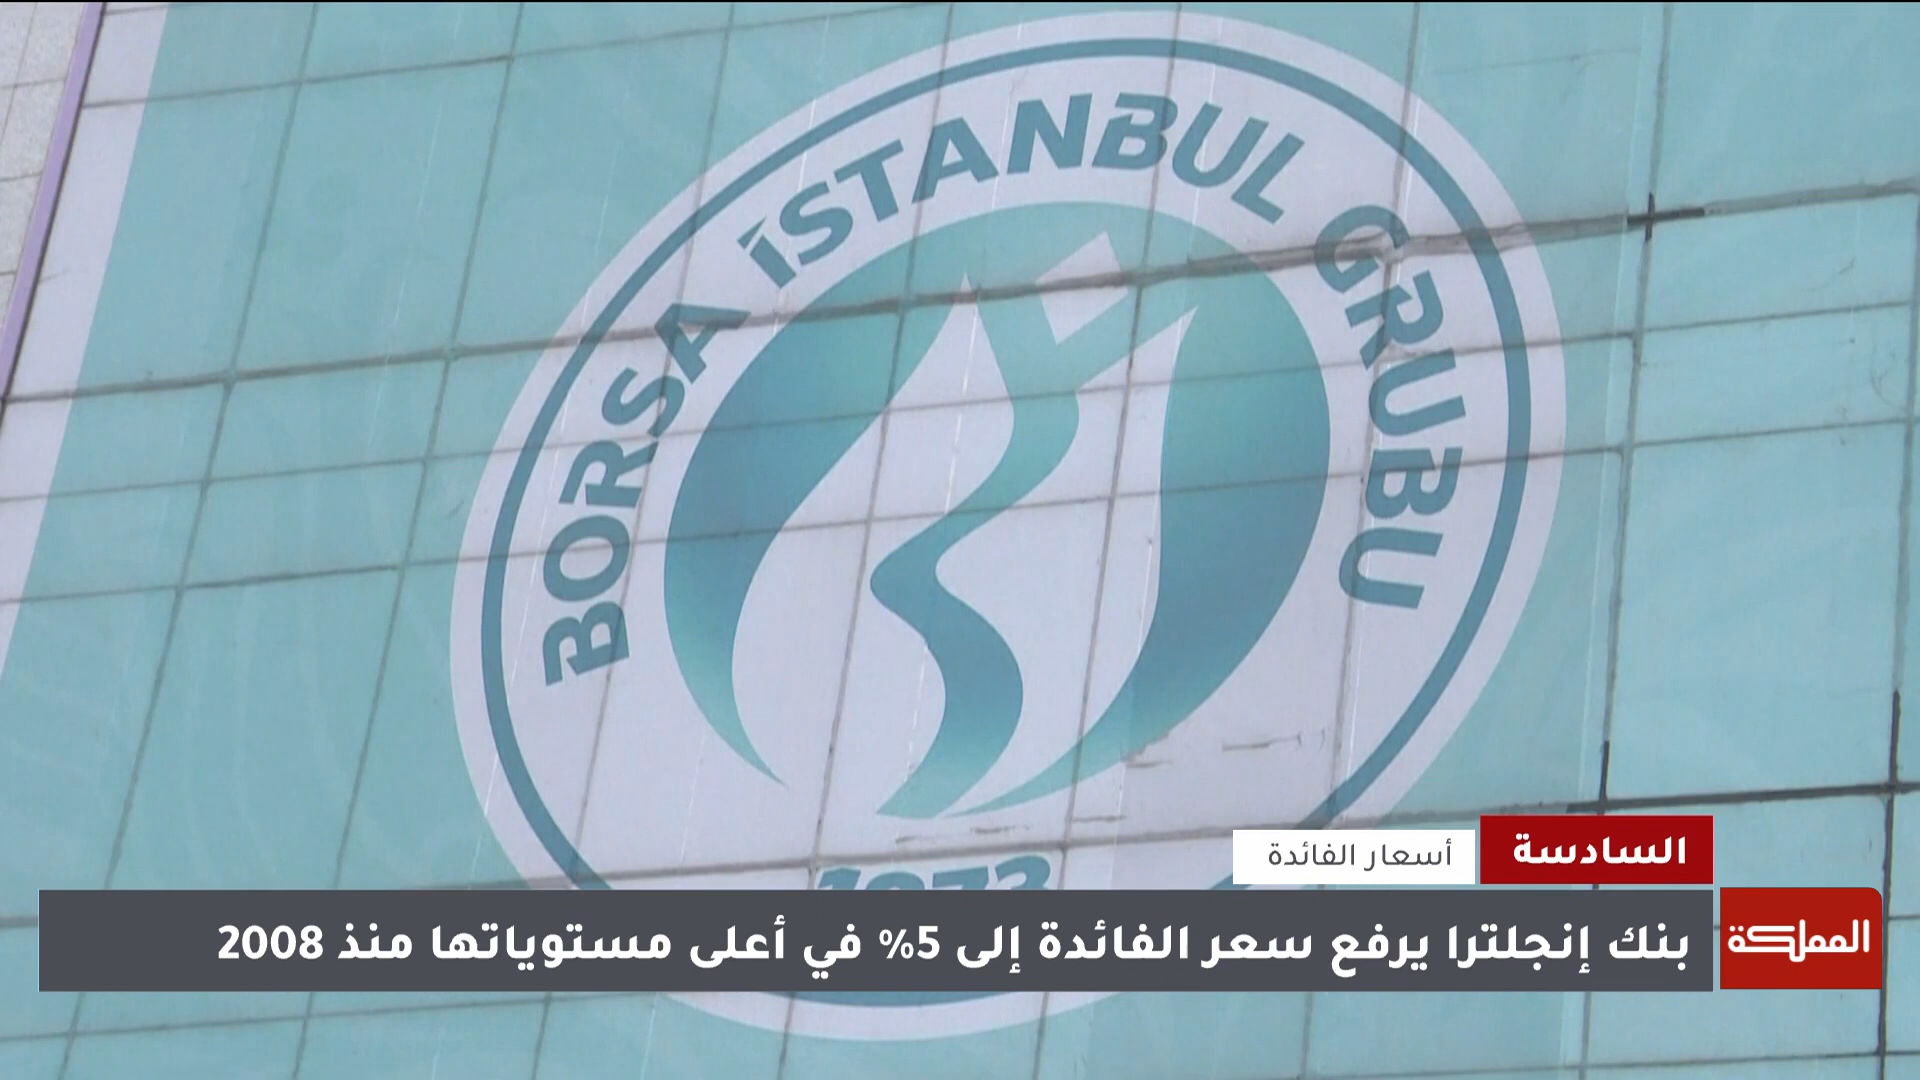 BORSA İSTANBUL GRUBU
1973
السادسة
أسعار الفائدة
بنك إنجلترا يرفع سعر الفائدة إلى 5% في أعلى مستوياتها منذ 2008
المملكة